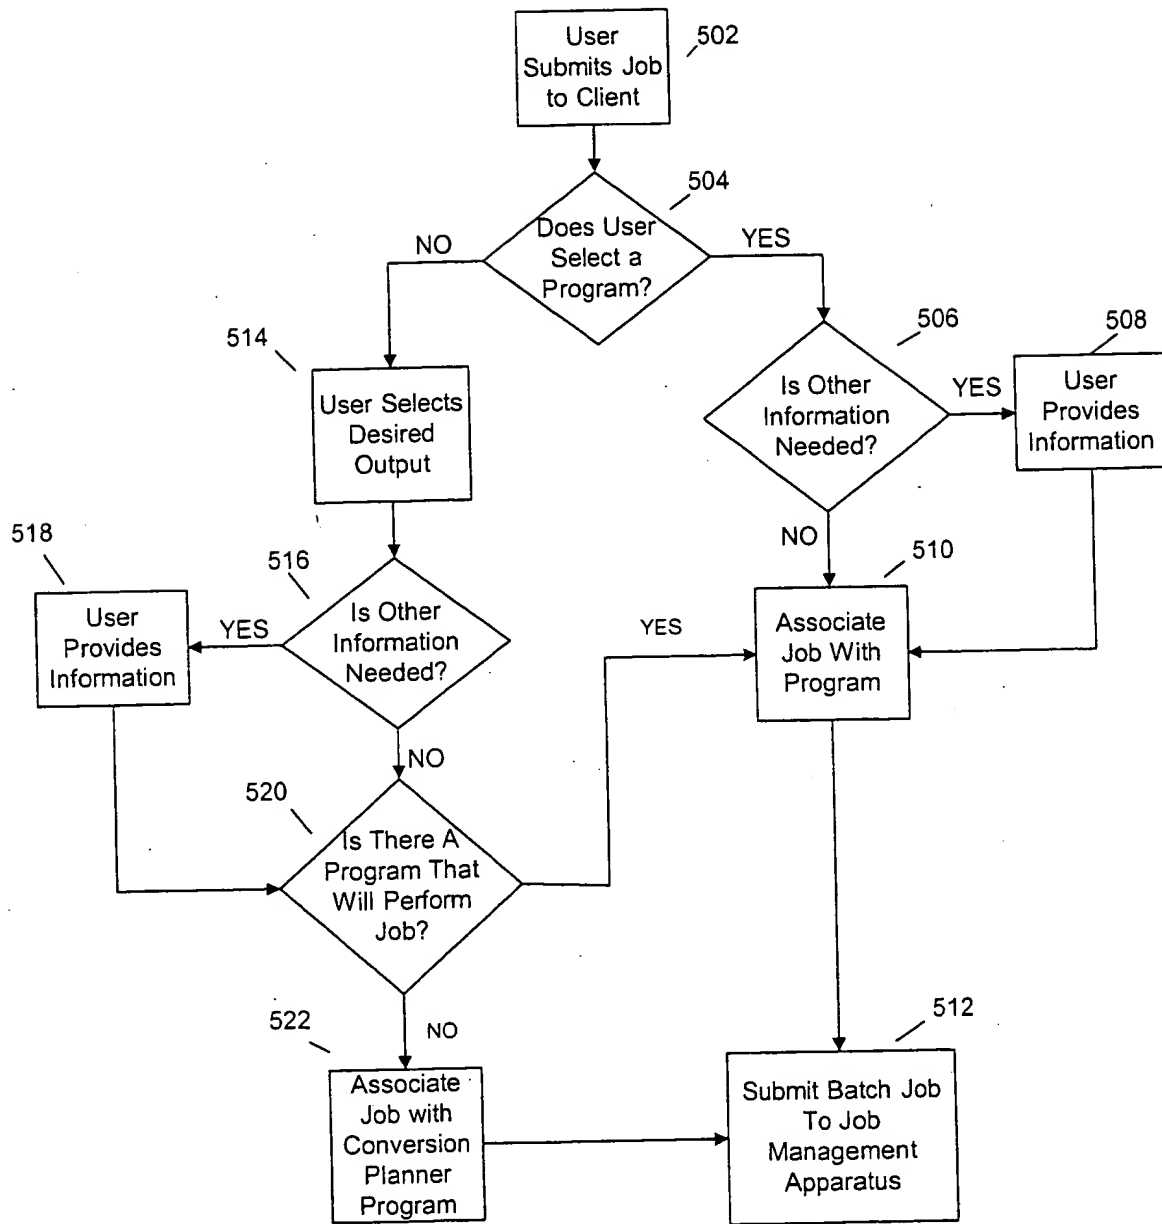 User
Submits Job
to Client
502
504
Does User
Select a
Program?
NO
YES
514
506
508
User Selects
Desired
Output
Is Other
Information
Needed?
YES
User
Provides
Information
NO
518
516
510
User
Provides
Information
YES
Is Other
Information
Needed?
YES
Associate
Job With
Program
NO
520
Is There A
Program That
Will Perform
Job?
522
NO
512
Associate
Job with
Conversion
Planner
Program
Submit Batch Job
To Job
Management
Apparatus